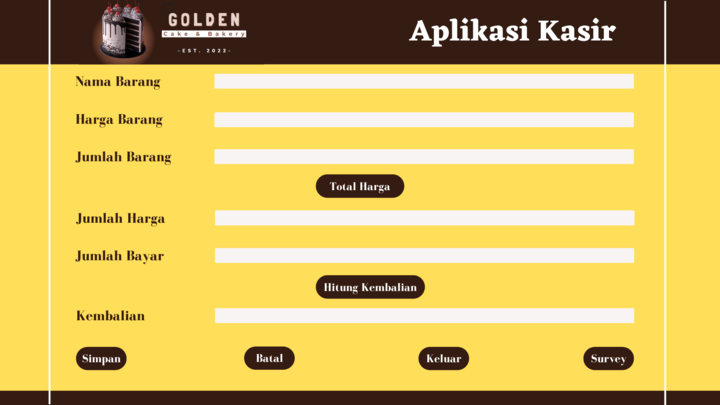 GOLDEN
Cake & Bakery
-EST. 2022-
Aplikasi Kasir
Nama Barang
Harga Barang
Jumlah Barang
Total Harga
Jumlah Harga
Jumlah Bayar
Hitung Kembalian
Kembalian
Simpan
Batal
Keluar
Survey